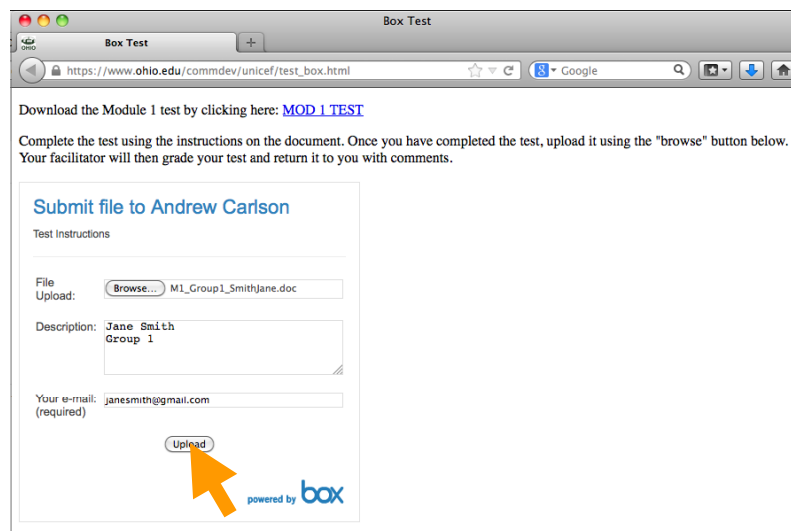 Box Test
OHIO
Box Test
https://www.ohio.edu/commdev/unicef/test_box.html
8 Google
Download the Module 1 test by clicking here: MOD 1 TEST
Complete the test using the instructions on the document. Once you have completed the test, upload it using the "browse" button below.
Your facilitator will then grade your test and return it to you with comments.
Submit file to Andrew Carlson
Test Instructions
File
Upload:
Browse... M1_Group1_SmithJane.doc
Description:
Jane Smith
Group 1
Your e-mail:
(required)
janesmith@gmail.com
Upload
powered by box